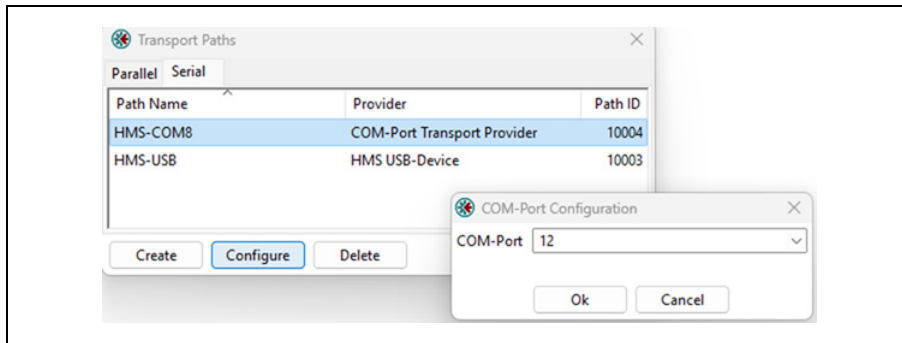 Transport Paths
Parallel Serial
Path Name Provider Path ID
HMS-COM8 COM-Port Transport Provider 10004
HMS-USB HMS USB-Device 10003
COM-Port Configuration
COM-Port 12
Create Configure Delete
Ok Cancel